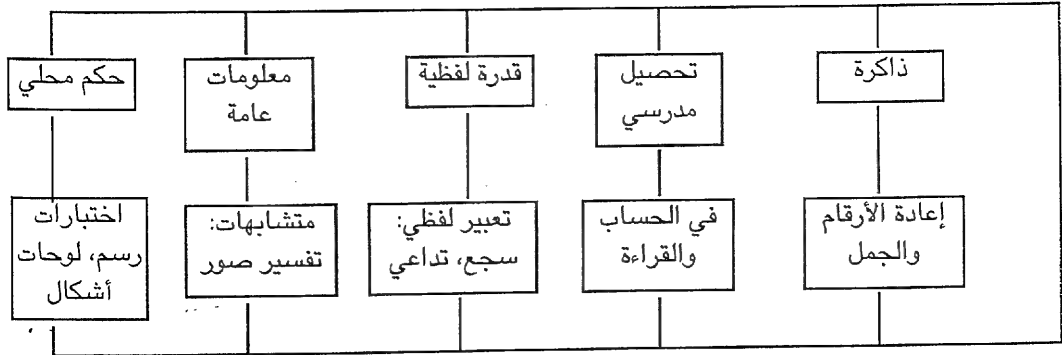 ذاكرة
تحصيل
مدرسي
قدرة لفظية
معلومات
عامة
حكم محلي
إعادة الأرقام
والجمل
في الحساب
والقراءة
تعبير لفظي:
سجع، تداعي
متشابهات:
تفسير صور
اختبارات
رسم، لوحات
أشكال